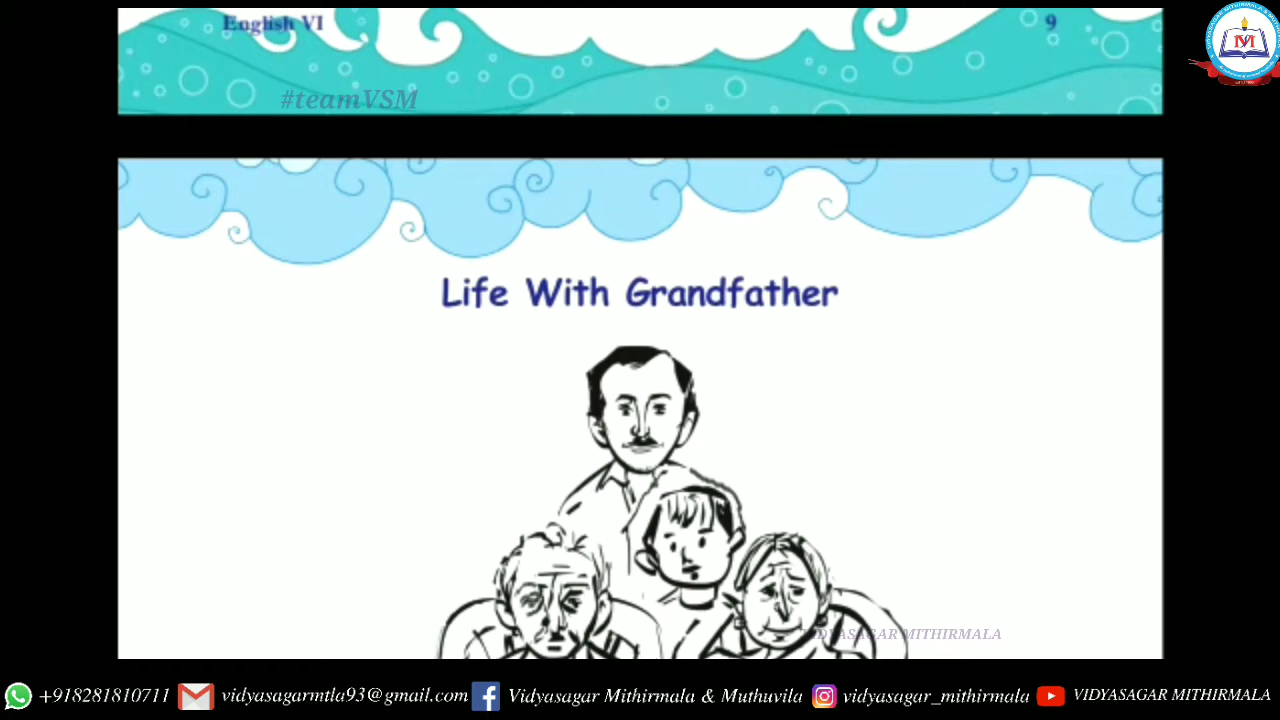 English VI 9
#teamVSM
Life With Grandfather
VIDYASAGAR MITHIRMALA
+918281810711 vidyasagarmtla93@gmail.com Vidyasagar Mithirmala & Muthuvila vidyasagar_mithirmala VIDYASAGAR MITHIRMALA